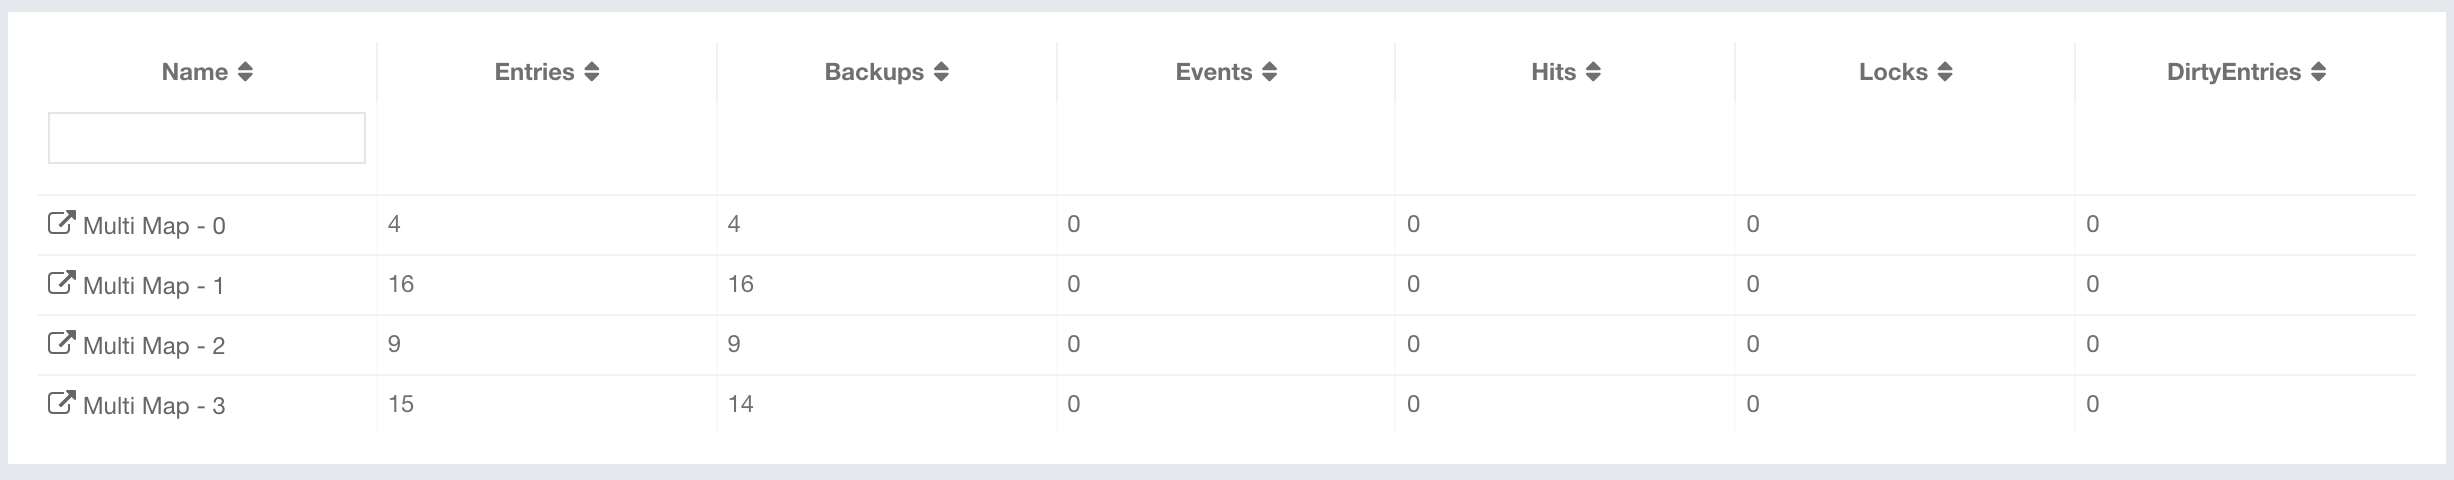 Name Entries Backups Events Hits Locks DirtyEntries
Multi Map - 0 4 4 0 0 0 0
Multi Map - 1 16 16 0 0 0 0
Multi Map - 2 9 9 0 0 0 0
Multi Map - 3 15 14 0 0 0 0